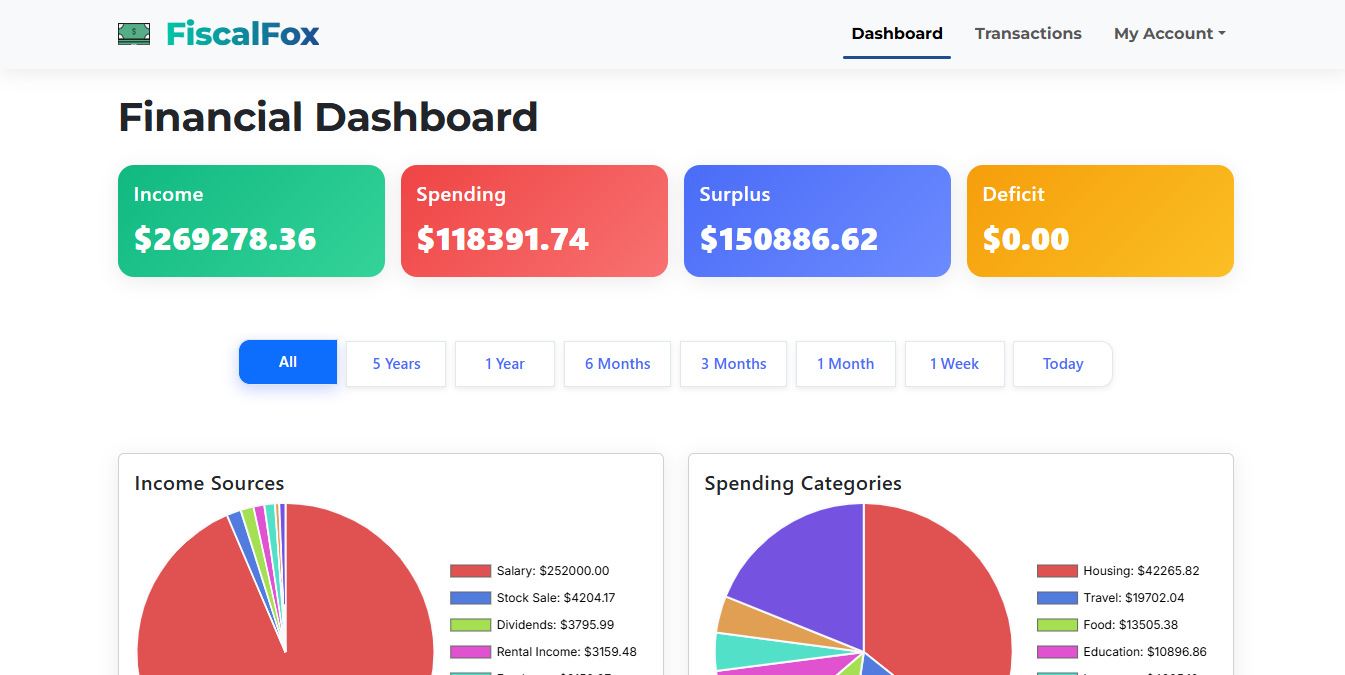 FiscalFox
Dashboard
Transactions
My Account
Financial Dashboard
Income
$269278.36
Spending
$118391.74
Surplus
$150886.62
Deficit
$0.00
All
5 Years
1 Year
6 Months
3 Months
1 Month
1 Week
Today
Income Sources
Salary: $252000.00
Stock Sale: $4204.17
Dividends: $3795.99
Rental Income: $3159.48
Spending Categories
Housing: $42265.82
Travel: $19702.04
Food: $13505.38
Education: $10896.86